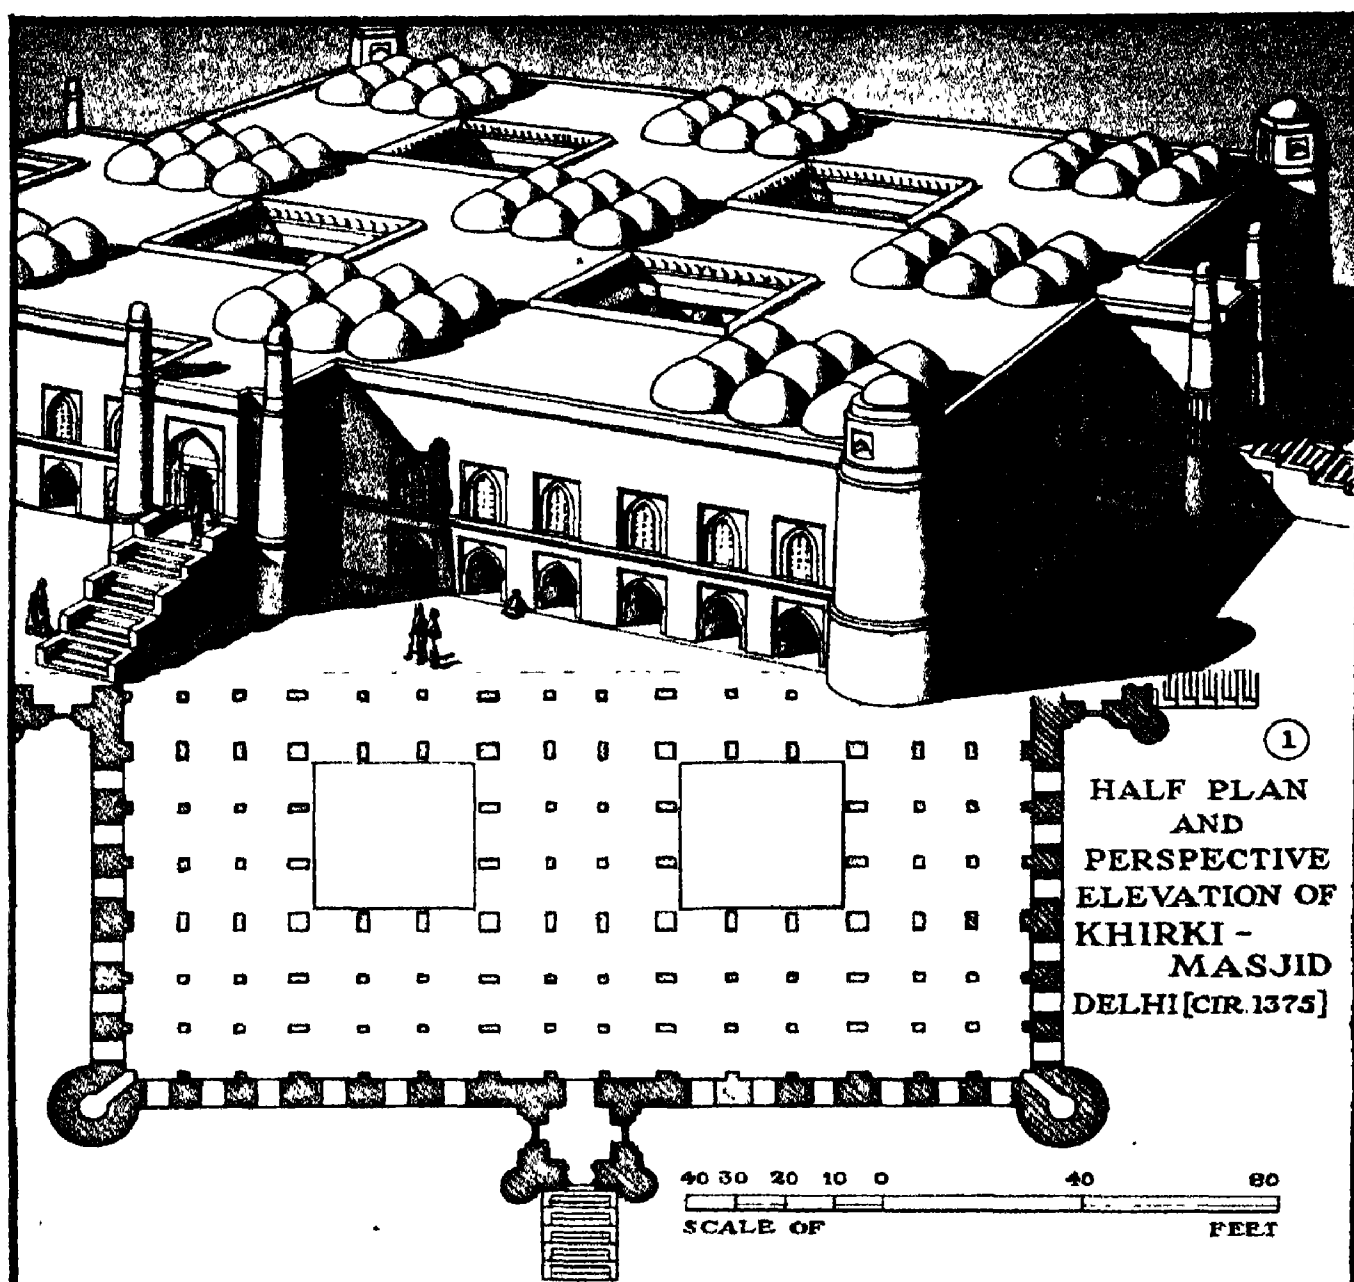 1
HALF PLAN
AND
PERSPECTIVE
ELEVATION OF
KHIRKI -
MASJID
DELHI [CIR. 1375]
40 30 20 10 0 40 80
SCALE OF FEET